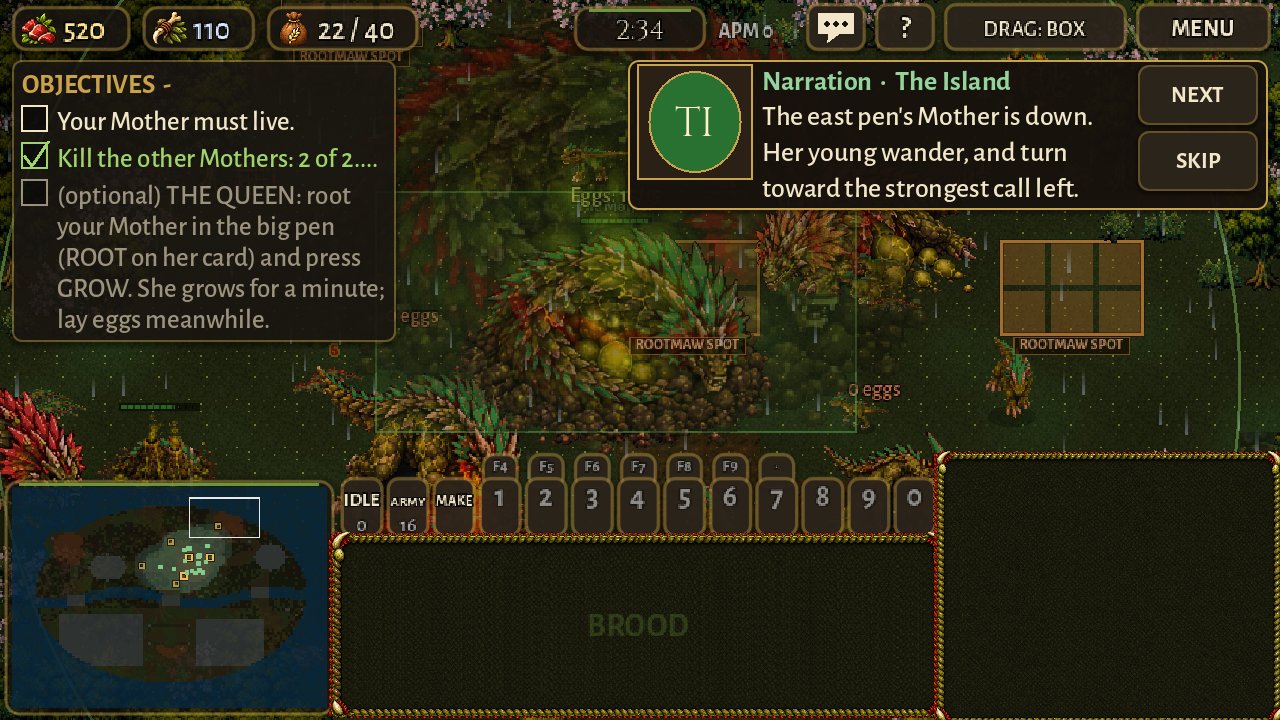 520
110
22 / 40
2:34
APM 0
?
DRAG: BOX
MENU
ROOTMAW SPOT
OBJECTIVES -
Your Mother must live.
Kill the other Mothers: 2 of 2....
(optional) THE QUEEN: root
your Mother in the big pen
(ROOT on her card) and press
GROW. She grows for a minute;
lay eggs meanwhile.
TI
Narration · The Island
The east pen's Mother is down.
Her young wander, and turn
toward the strongest call left.
NEXT
SKIP
Eggs
eggs
ROOTMAW SPOT
ROOTMAW SPOT
6
0 eggs
F4
F5
F6
F7
F8
F9
IDLE
0
ARMY
16
MAKE
1
2
3
4
5
6
7
8
9
0
BROOD